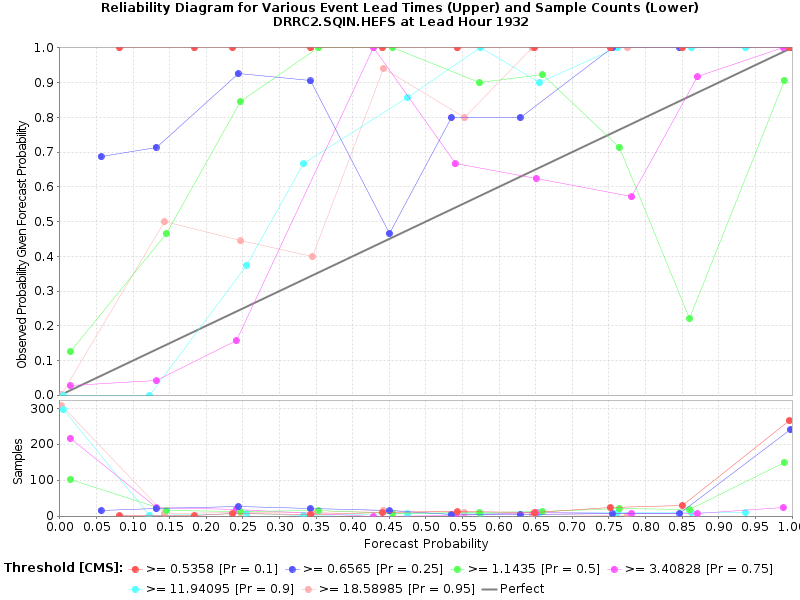 Reliability Diagram for Various Event Lead Times (Upper) and Sample Counts (Lower)
DRRC2.SQIN.HEFS at Lead Hour 1932
Observed Probability Given Forecast Probability
1.0
0.9
0.8
0.7
0.6
0.5
0.4
0.3
0.2
0.1
0.0
Samples
300
200
100
0
0.00 0.05 0.10 0.15 0.20 0.25 0.30 0.35 0.40 0.45 0.50 0.55 0.60 0.65 0.70 0.75 0.80 0.85 0.90 0.95 1.0
Forecast Probability
Threshold [CMS]: >= 0.5358 [Pr = 0.1] >= 0.6565 [Pr = 0.25] >= 1.1435 [Pr = 0.5] >= 3.40828 [Pr = 0.75]
>= 11.94095 [Pr = 0.9] >= 18.58985 [Pr = 0.95] Perfect